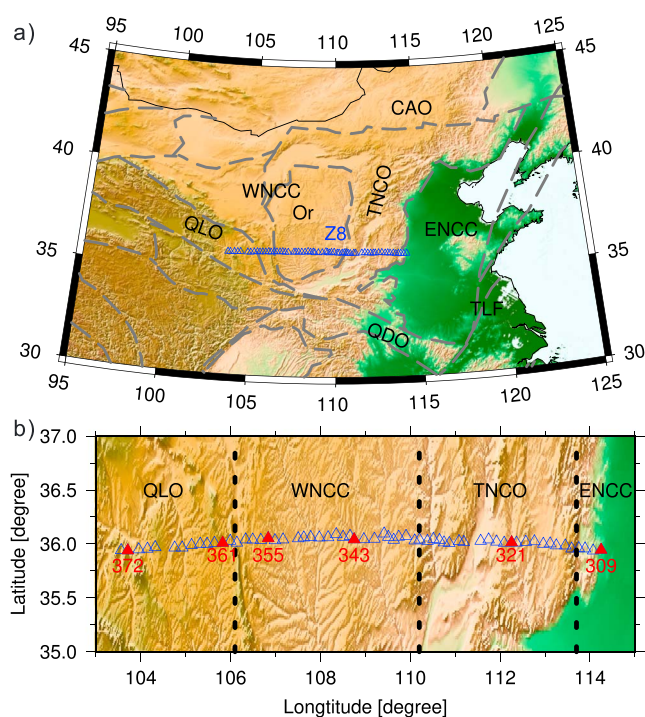 a)
95 100 105 110 115 120 125
45 45
CAO
40 40
WNCC TNCO
Or
QLO Z8 ENCC
35 35
TLF
QDO
30 30
95 100 105 110 115 120 125
b)
37.0
QLO WNCC TNCO ENCC
36.5
36.0
372 361 355 343 321 309
35.5
35.0
Latitude [degree]
104 106 108 110 112 114
Longtitude [degree]